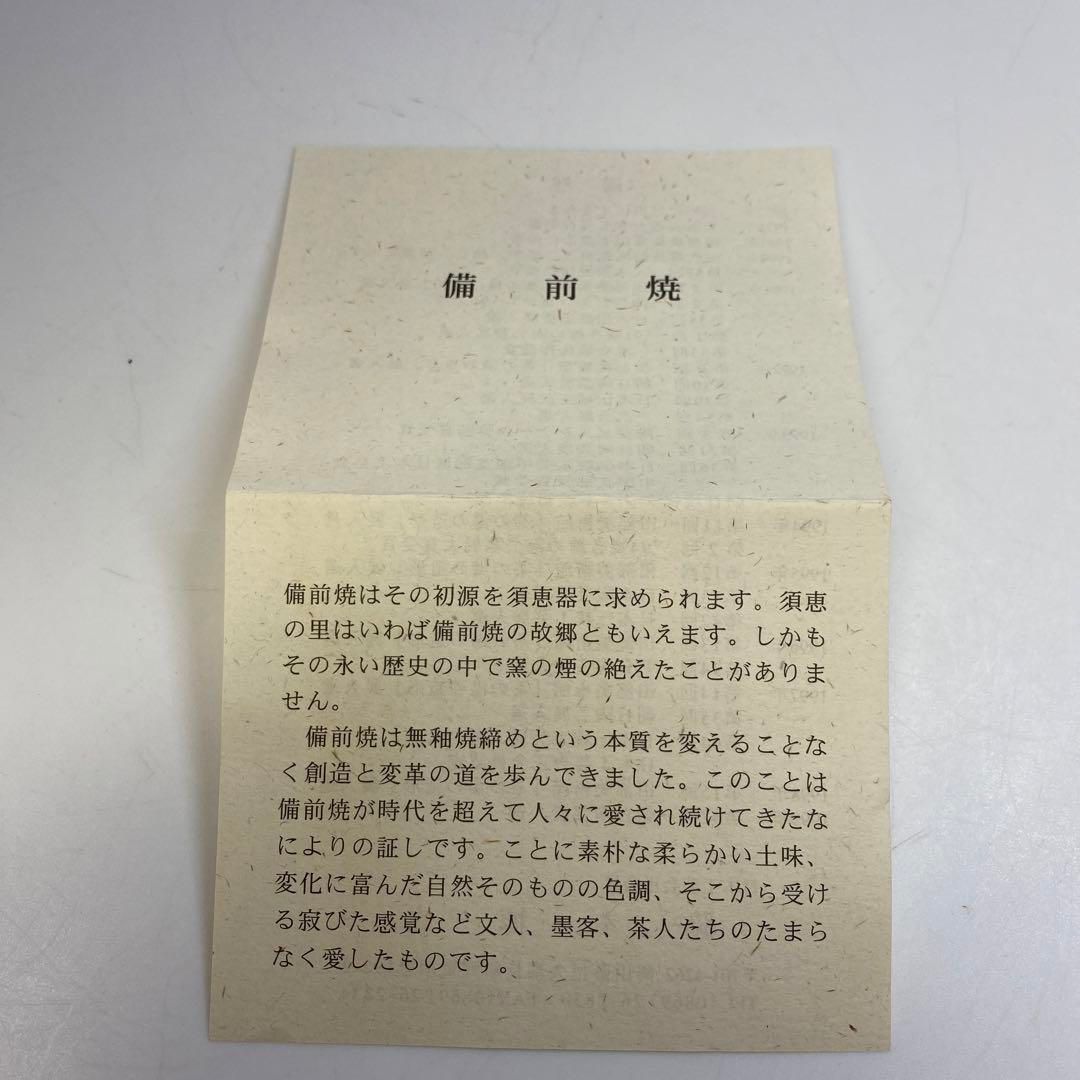 備前焼
備前焼はその初源を須恵器に求められます。須恵
の里はいわば備前焼の故郷ともいえます。しかも
その永い歴史の中で窯の煙の絶えたことがありま
せん。
　備前焼は無釉焼締めという本質を変えることな
く創造と変革の道を歩んできました。このことは
備前焼が時代を超えて人々に愛され続けてきたな
によりの証しです。ことに素朴な柔らかい土味、
変化に富んだ自然そのものの色調、そこから受け
る寂びた感覚など文人、墨客、茶人たちのたまら
なく愛したものです。